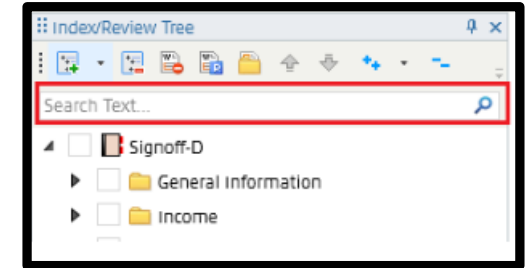 Index/Review Tree
Search Text...
Signoff-D
General Information
Income